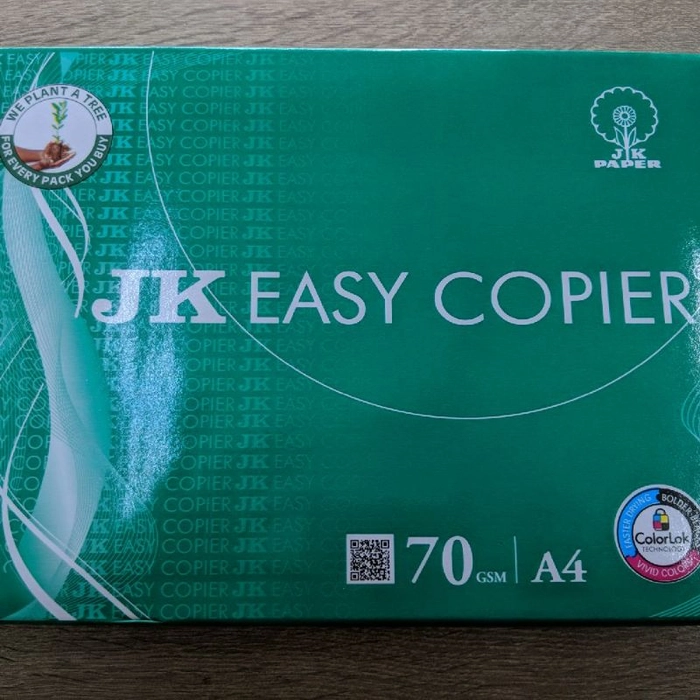 WE PLANT A TREE
FOR EVERY PACK YOU BUY
JK
PAPER
JK EASY COPIER
70 GSM | A4
FASTER DRYING
BOLDER
ColorLok
TECHNOLOGY
VIVID COLORS